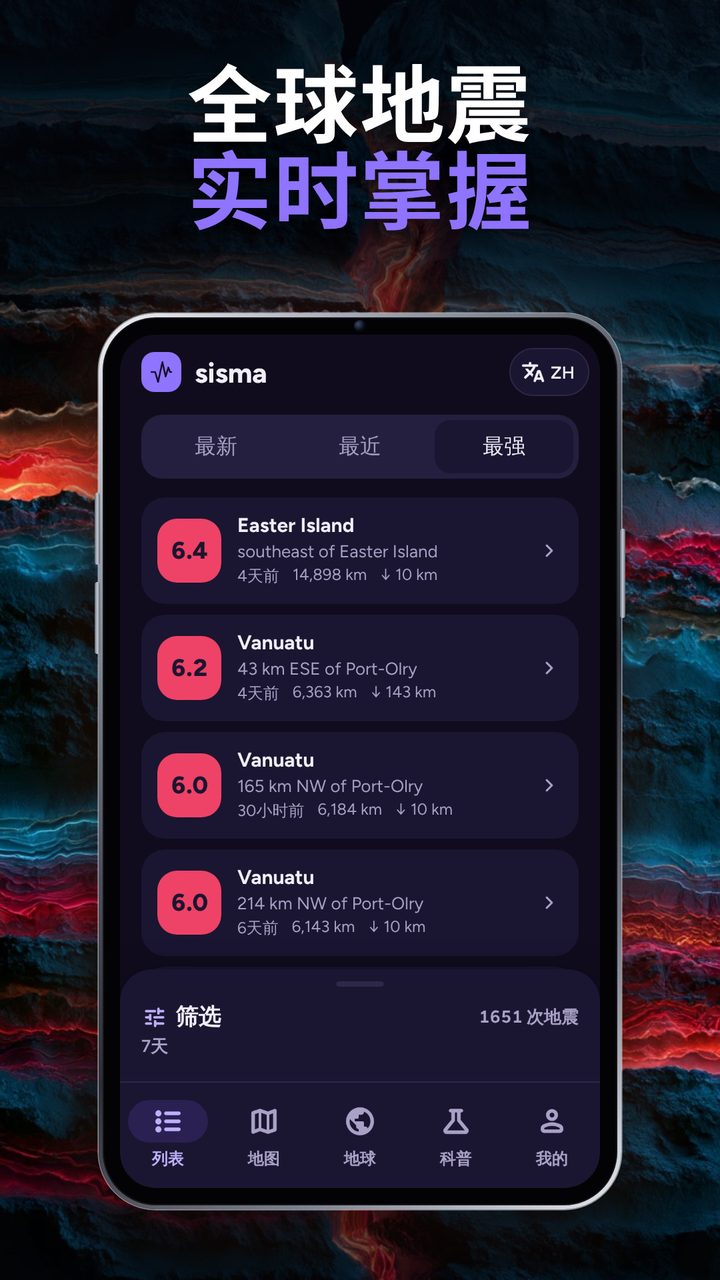 全球地震
实时掌握
sisma
ZH
最新 最近 最强
6.4
Easter Island
southeast of Easter Island
4天前 14,898 km ↓ 10 km
6.2
Vanuatu
43 km ESE of Port-Olry
4天前 6,363 km ↓ 143 km
6.0
Vanuatu
165 km NW of Port-Olry
30小时前 6,184 km ↓ 10 km
6.0
Vanuatu
214 km NW of Port-Olry
6天前 6,143 km ↓ 10 km
筛选 1651 次地震
7天
列表 地图 地球 科普 我的